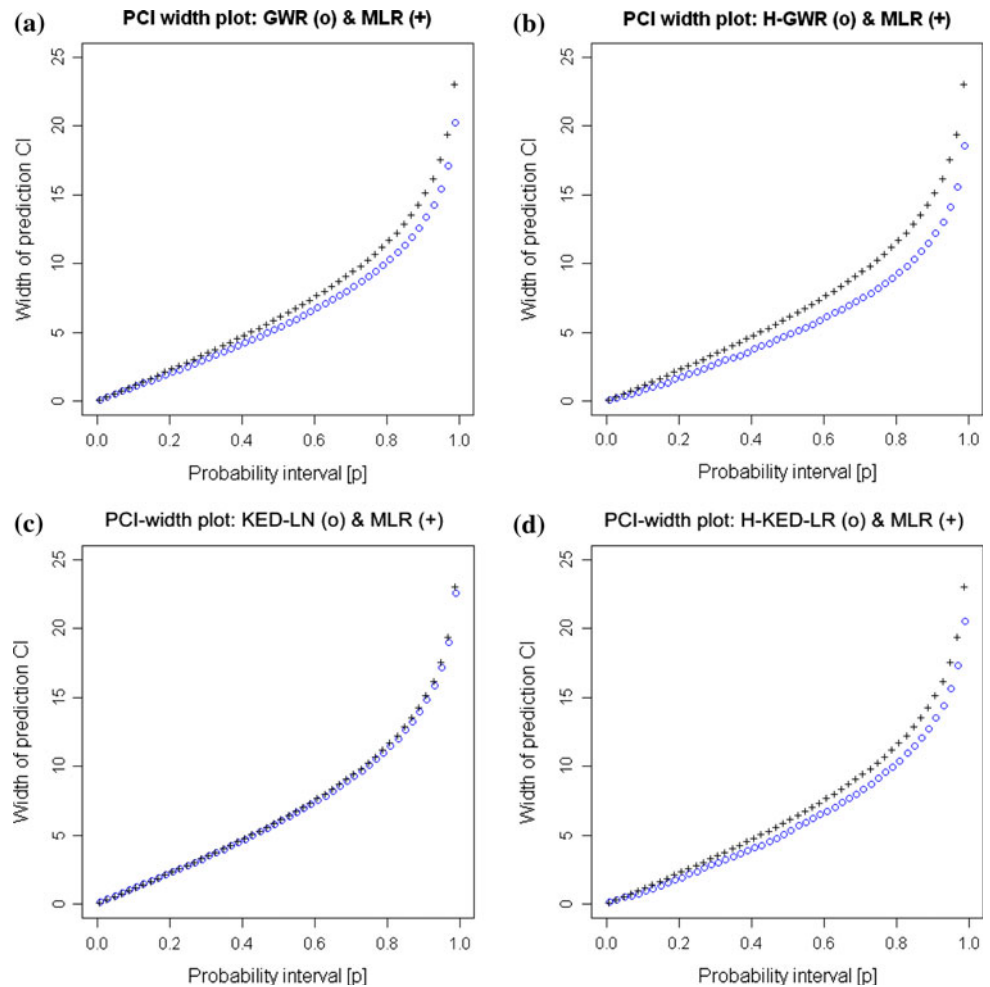 (a) PCI width plot: GWR (o) & MLR (+)
Width of prediction CI
25
20
15
10
5
0
0.0 0.2 0.4 0.6 0.8 1.0
Probability interval [p]
(b) PCI width plot: H-GWR (o) & MLR (+)
Width of prediction CI
25
20
15
10
5
0
0.0 0.2 0.4 0.6 0.8 1.0
Probability interval [p]
(c) PCI-width plot: KED-LN (o) & MLR (+)
Width of prediction CI
25
20
15
10
5
0
0.0 0.2 0.4 0.6 0.8 1.0
Probability interval [p]
(d) PCI-width plot: H-KED-LR (o) & MLR (+)
Width of prediction CI
25
20
15
10
5
0
0.0 0.2 0.4 0.6 0.8 1.0
Probability interval [p]